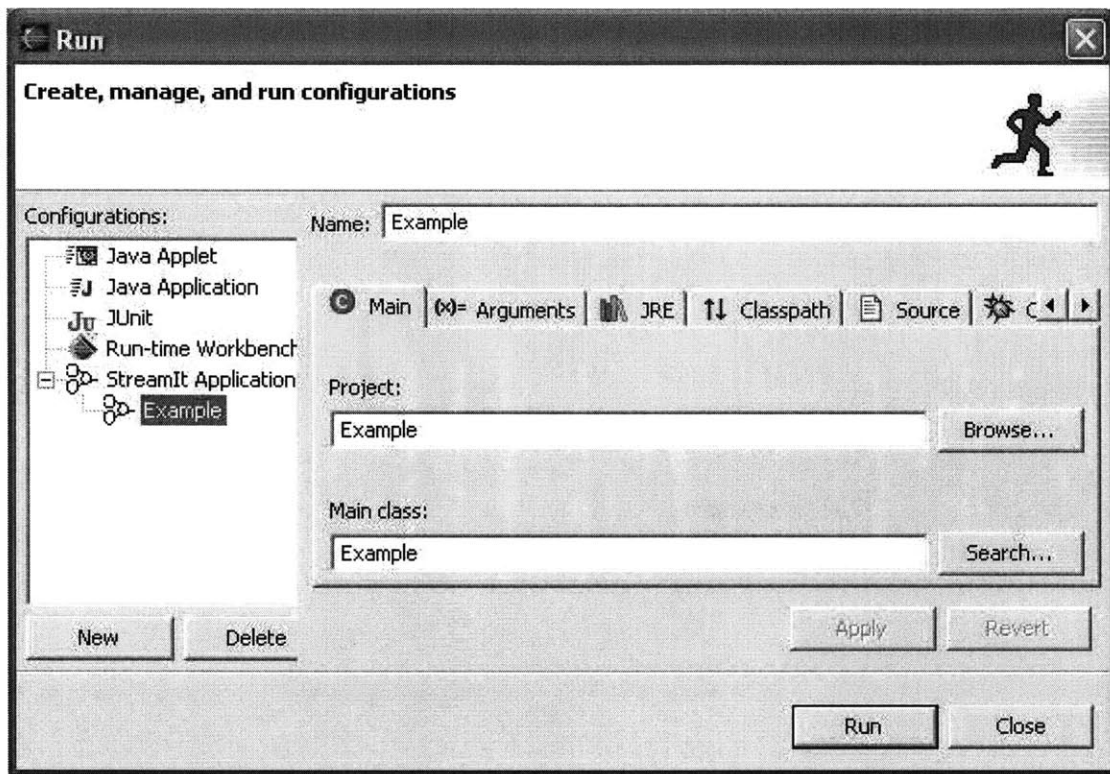 Run
Create, manage, and run configurations
Configurations:
Java Applet
Java Application
JUnit
Run-time Workbench
StreamIt Application
Example
New
Delete
Name: Example
Main (x)= Arguments JRE Classpath Source C
Project:
Example Browse...
Main class:
Example Search...
Apply Revert
Run Close